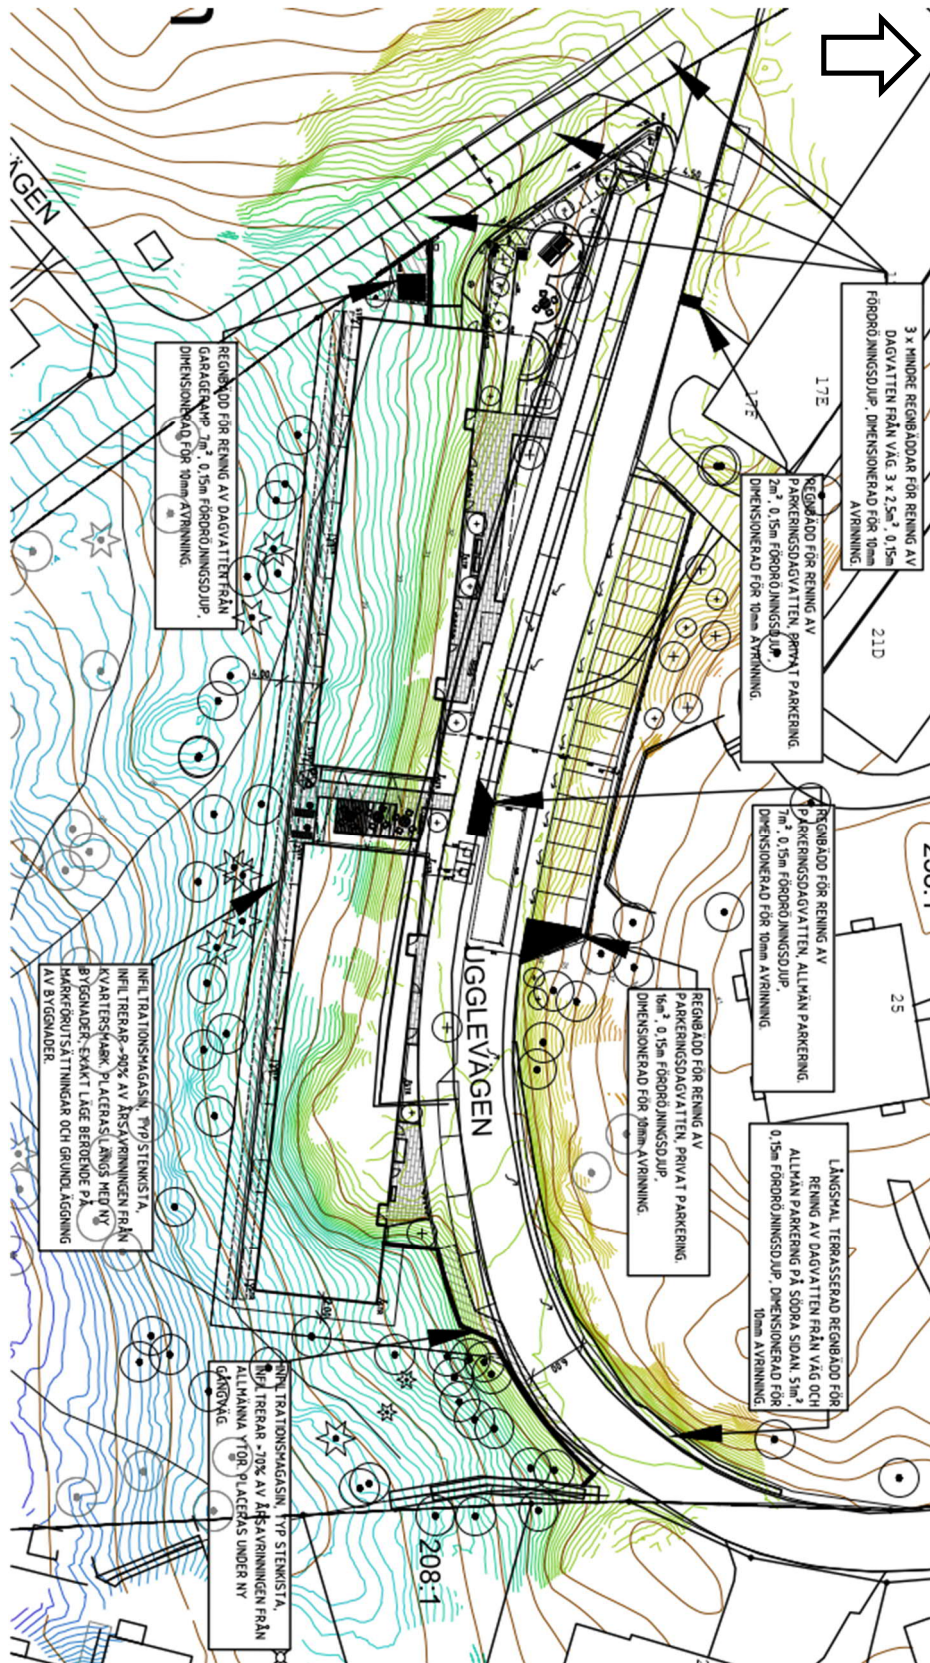 3 x MINDRE REGNBÄDDAR FÖR RENING AV
DAGVATTEN FRÅN VÄG. 3 x 2,5m², 0,15m
FÖRDRÖJNINGSDJUP, DIMENSIONERAD FÖR 10mm
AVRINNING.
17E
17E
21D
REGNBÄDD FÖR RENING AV
PARKERINGSDAGVATTEN, PRIVAT PARKERING.
2m², 0,15m FÖRDRÖJNINGSDJUP,
DIMENSIONERAD FÖR 10mm AVRINNING.
REGNBÄDD FÖR RENING AV DAGVATTEN FRÅN
GARAGERAMP. 7m², 0,15m FÖRDRÖJNINGSDJUP,
DIMENSIONERAD FÖR 10mm AVRINNING.
ÄGEN
4.50
4.00
REGNBÄDD FÖR RENING AV
PARKERINGSDAGVATTEN, ALLMÄN PARKERING.
7m², 0,15m FÖRDRÖJNINGSDJUP,
DIMENSIONERAD FÖR 10mm AVRINNING.
25
UGGLEVÄGEN
REGNBÄDD FÖR RENING AV
PARKERINGSDAGVATTEN, PRIVAT PARKERING.
16m², 0,15m FÖRDRÖJNINGSDJUP,
DIMENSIONERAD FÖR 10mm AVRINNING.
INFILTRATIONSMAGASIN, TYP STENKISTA,
INFILTRERAR >90% AV ÅRSAVRINNINGEN FRÅN
KVARTERSMARK. PLACERAS LÄNGS MED NY
BYGGNADER. EXAKT LÄGE BEROENDE PÅ
MARKFÖRUTSÄTTNINGAR OCH GRUNDLÄGGNING
AV BYGGNADER.
LÅNGSMAL TERRASSERAD REGNBÄDD FÖR
RENING AV DAGVATTEN FRÅN VÄG OCH
ALLMÄN PARKERING PÅ SÖDRA SIDAN. 51m²,
0,15m FÖRDRÖJNINGSDJUP, DIMENSIONERAD FÖR
10mm AVRINNING.
INFILTRATIONSMAGASIN, TYP STENKISTA,
INFILTRERAR >70% AV ÅRSAVRINNINGEN FRÅN
ALLMÄNNA YTOR. PLACERAS UNDER NY
GÅNGVÄG.
208:1